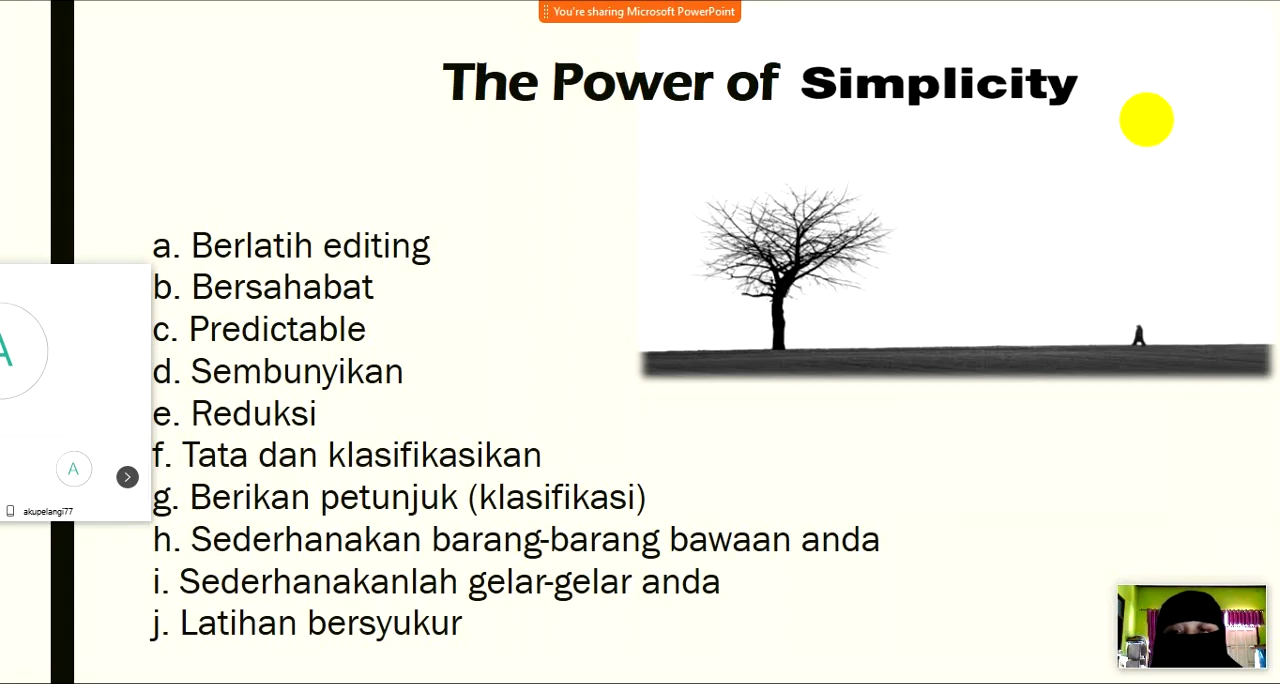 You're sharing Microsoft PowerPoint
The Power of Simplicity
a. Berlatih editing
b. Bersahabat
c. Predictable
d. Sembunyikan
e. Reduksi
f. Tata dan klasifikasikan
g. Berikan petunjuk (klasifikasi)
h. Sederhanakan barang-barang bawaan anda
i. Sederhanakanlah gelar-gelar anda
j. Latihan bersyukur
A
A
akupelangi77